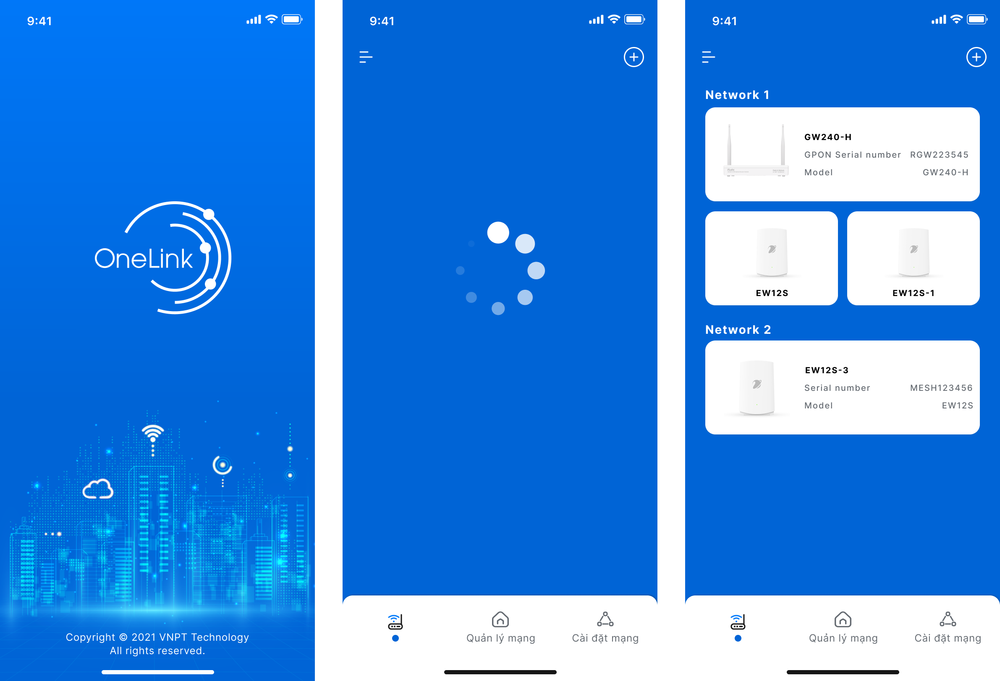 9:41
OneLink
Copyright © 2021 VNPT Technology
All rights reserved.
9:41
Quản lý mạng
Cài đặt mạng
9:41
Network 1
GW240-H
GPON Serial number RGW223545
Model GW240-H
EW12S
EW12S-1
Network 2
EW12S-3
Serial number MESH123456
Model EW12S
Quản lý mạng
Cài đặt mạng